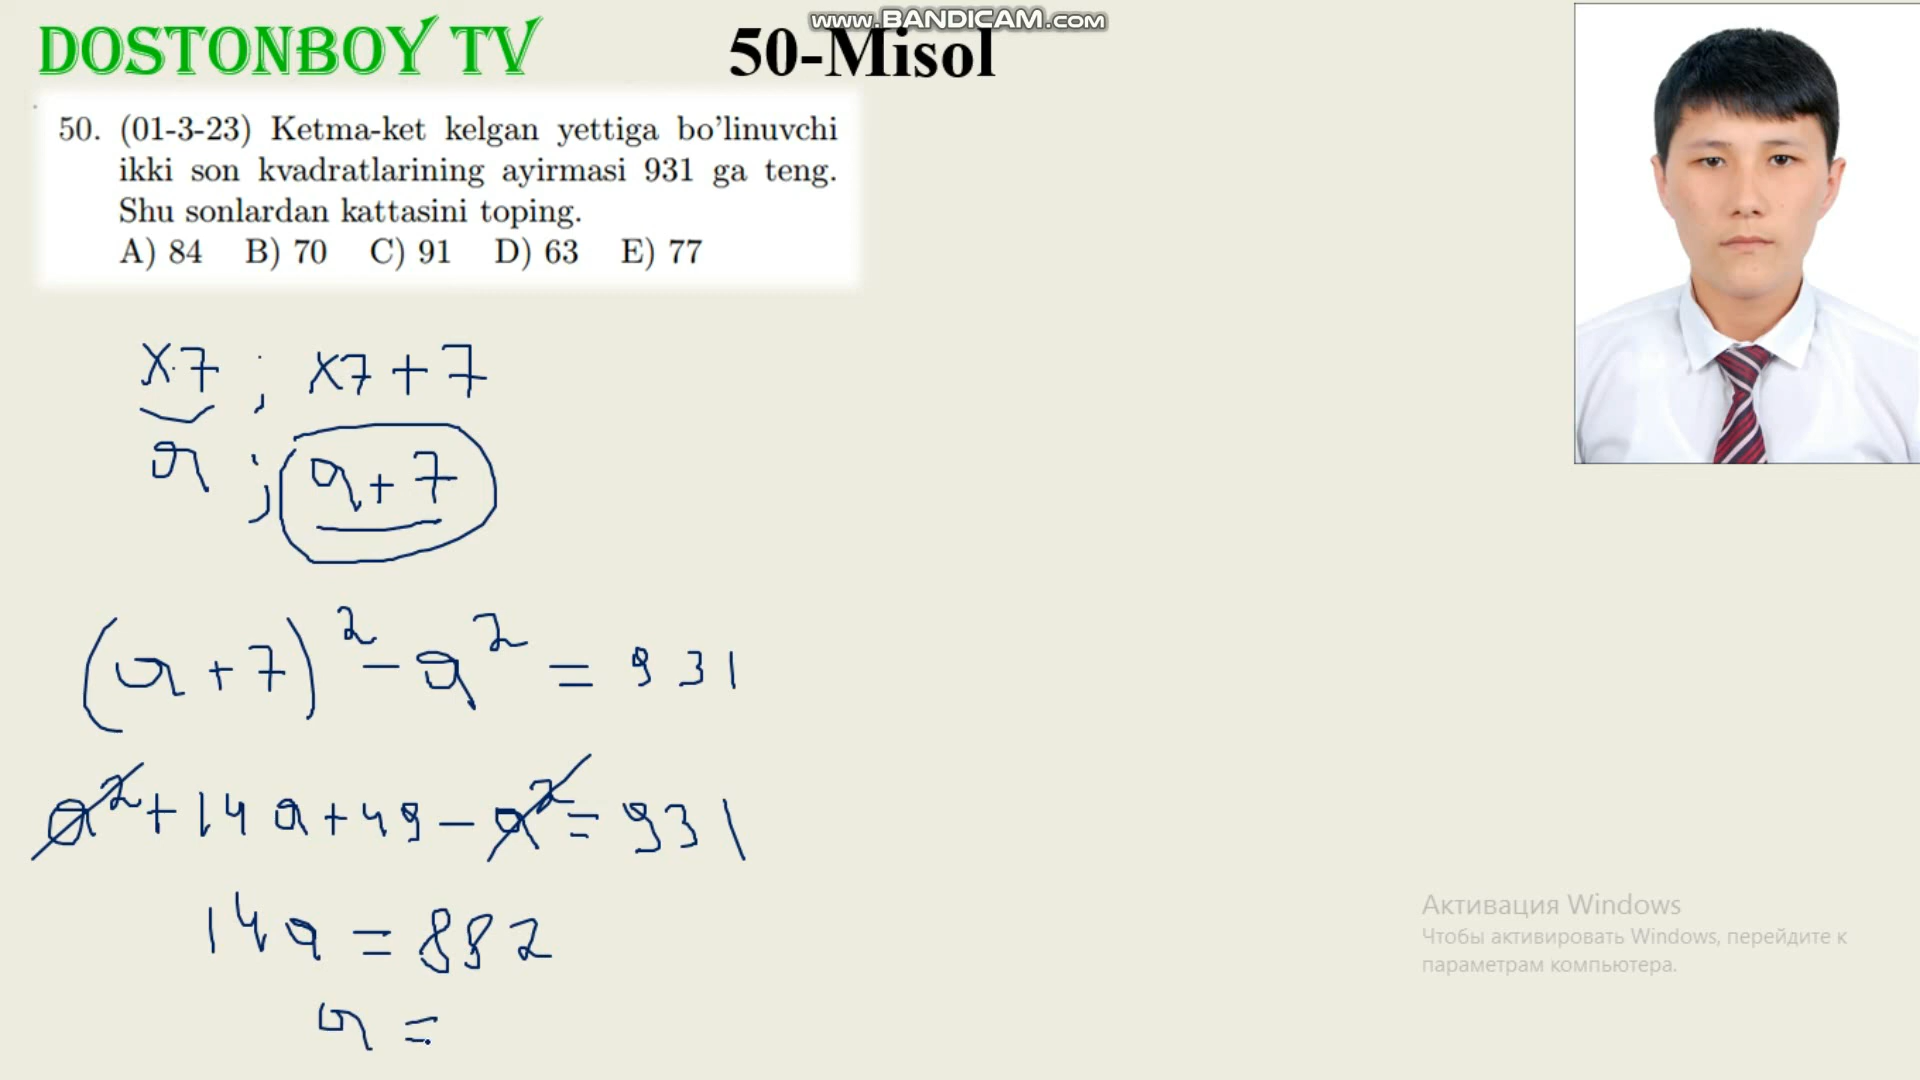 www.BANDICAM.com
DOSTONBOY TV
50-Misol
50. (01-3-23) Ketma-ket kelgan yettiga bo'linuvchi
ikki son kvadratlarining ayirmasi 931 ga teng.
Shu sonlardan kattasini toping.
A) 84 B) 70 C) 91 D) 63 E) 77
x·7 ; x7+7
a ; a+7
(a+7)²-a²=931
a²+14a+49-a²=931
14a=882
a=
Активация Windows
Чтобы активировать Windows, перейдите к
параметрам компьютера.